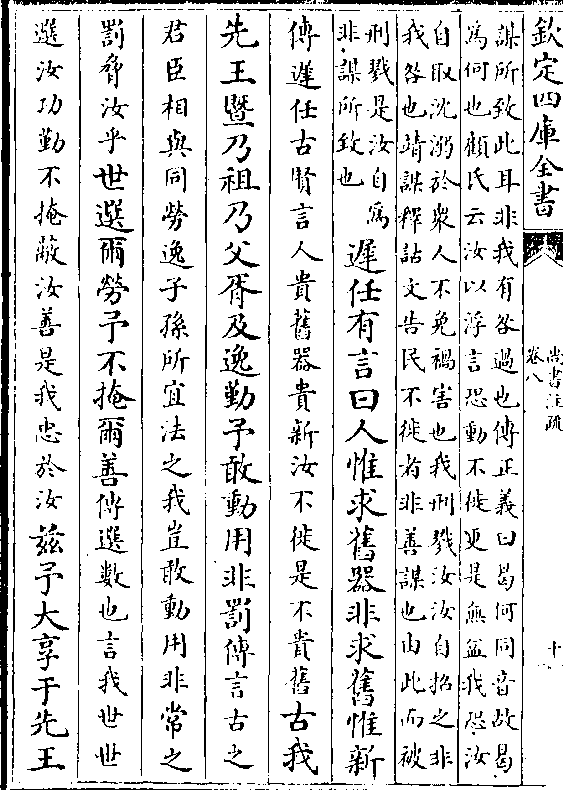 欽定四庫全書
尚書注疏
卷八
十
謀所致此耳非我有咎過也傳正義曰曷何同音故曷
為何也顧氏云汝以浮言恐動不徙更是無益我恐汝
自取沈溺於衆人不免禍害也我刑戮汝汝自招之非
我咎也靖謀釋詁文告民不徙者非善謀也由此而被
刑戮是汝自為
非謀所致也
遲任有言曰人惟求舊器非求舊惟新
傳遲任古賢言人貴舊器貴新汝不徙是不貴舊古我
先王暨乃祖乃父胥及逸勤予敢動用非罰傳言古之
君臣相與同勞逸子孫所宜法之我豈敢動用非常之
罰脅汝乎世選爾勞予不掩爾善傳選數也言我世世
選汝功勤不掩蔽汝善是我忠於汝兹予大享于先王